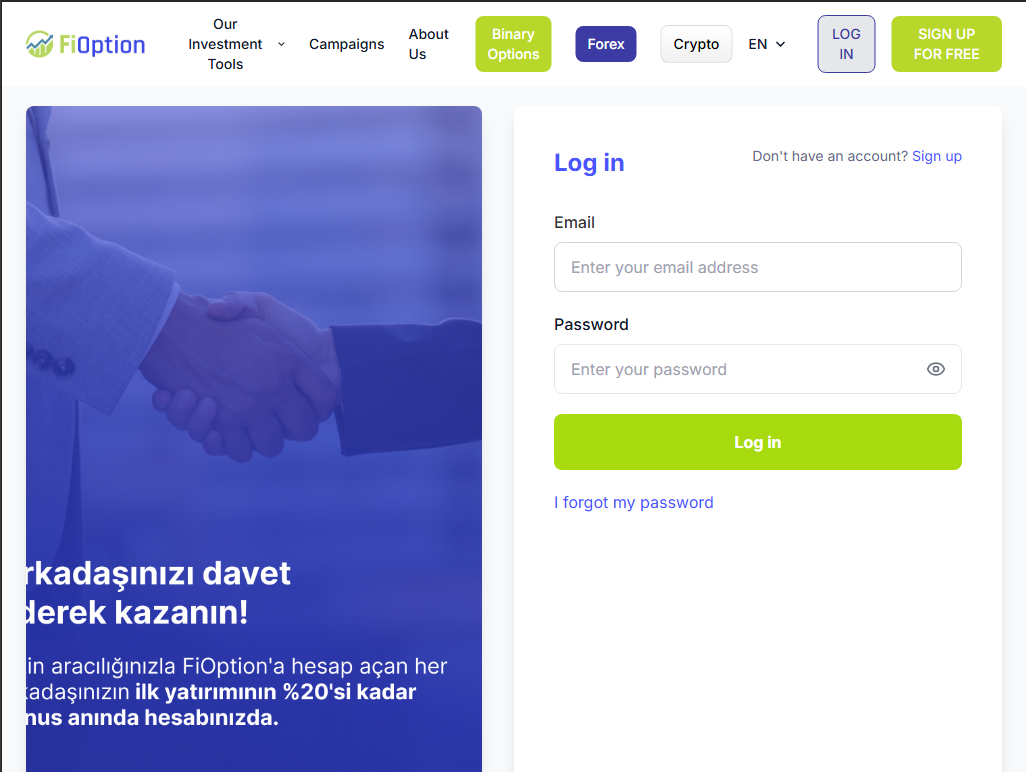 FiOption
Our
Investment
Tools
Campaigns
About
Us
Binary
Options
Forex
Crypto
EN
LOG
IN
SIGN UP
FOR FREE
rkadaşınızı davet
derek kazanın!
in aracılığınızla FiOption'a hesap açan her
kadaşınızın ilk yatırımının %20'si kadar
nus anında hesabınızda.
Log in
Don't have an account? Sign up
Email
Enter your email address
Password
Enter your password
Log in
I forgot my password